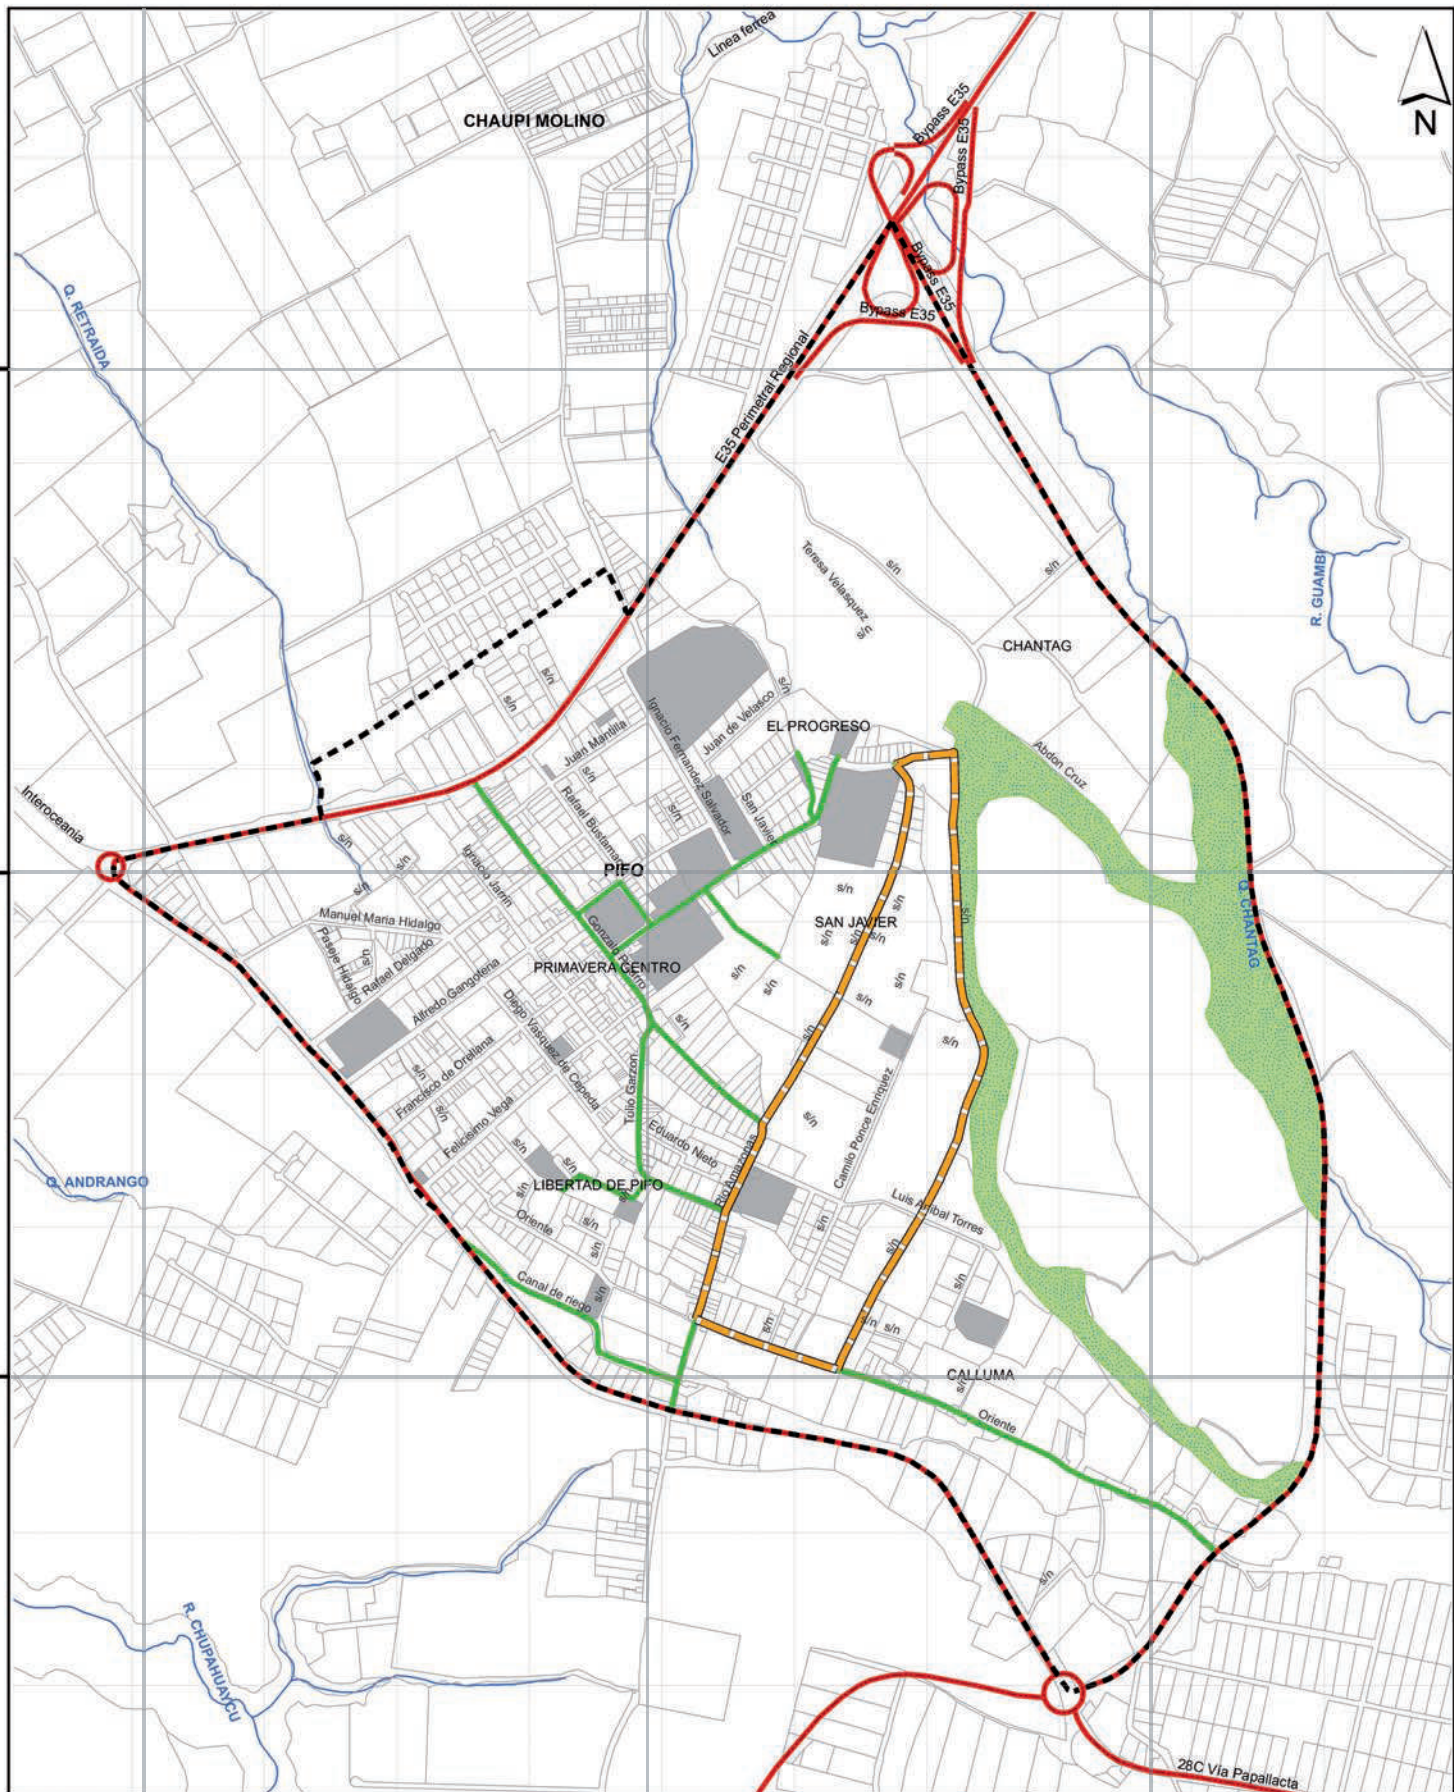 Linea ferrea
CHAUPI MOLINO
N
Bypass E35
Bypass E35
Bypass E35
Bypass E35
Q. RETRAIDA
E35 Perimetral Regional
Teresa Velasquez
s/n
s/n
s/n
R. GUAMBI
CHANTAG
s/n
s/n
s/n
Juan Mantilla
Ignacio Fernandez Salvador
Juan de Velasco
EL PROGRESO
Abdon Cruz
Interoceania
s/n
Rafael Bustamante
s/n
San Javier
s/n
s/n
Ignacio Jarrin
PIFO
s/n
s/n
s/n
s/n
Q. CHANTAG
Manuel Maria Hidalgo
Gonzalo Pizarro
SAN JAVIER
s/n
s/n
s/n
Pasaje Hidalgo
s/n
Rafael Delgado
PRIMAVERA CENTRO
s/n
s/n
s/n
s/n
Alfredo Gangotena
Diego Vasquez de Cepeda
s/n
s/n
s/n
Francisco de Orellana
s/n
Tulio Garzon
Camilo Ponce Enriquez
s/n
Felicisimo Vega
s/n
Eduardo Nieto
s/n
Rio Amazonas
Q. ANDRANGO
s/n
LIBERTAD DE PIFO
s/n
s/n
Luis Anibal Torres
Oriente
s/n
s/n
s/n
s/n
Canal de riego
s/n
s/n
s/n
s/n
s/n
CALLUMA
s/n
Oriente
s/n
R. CHUPAHUAYCU
28C Vía Papallacta